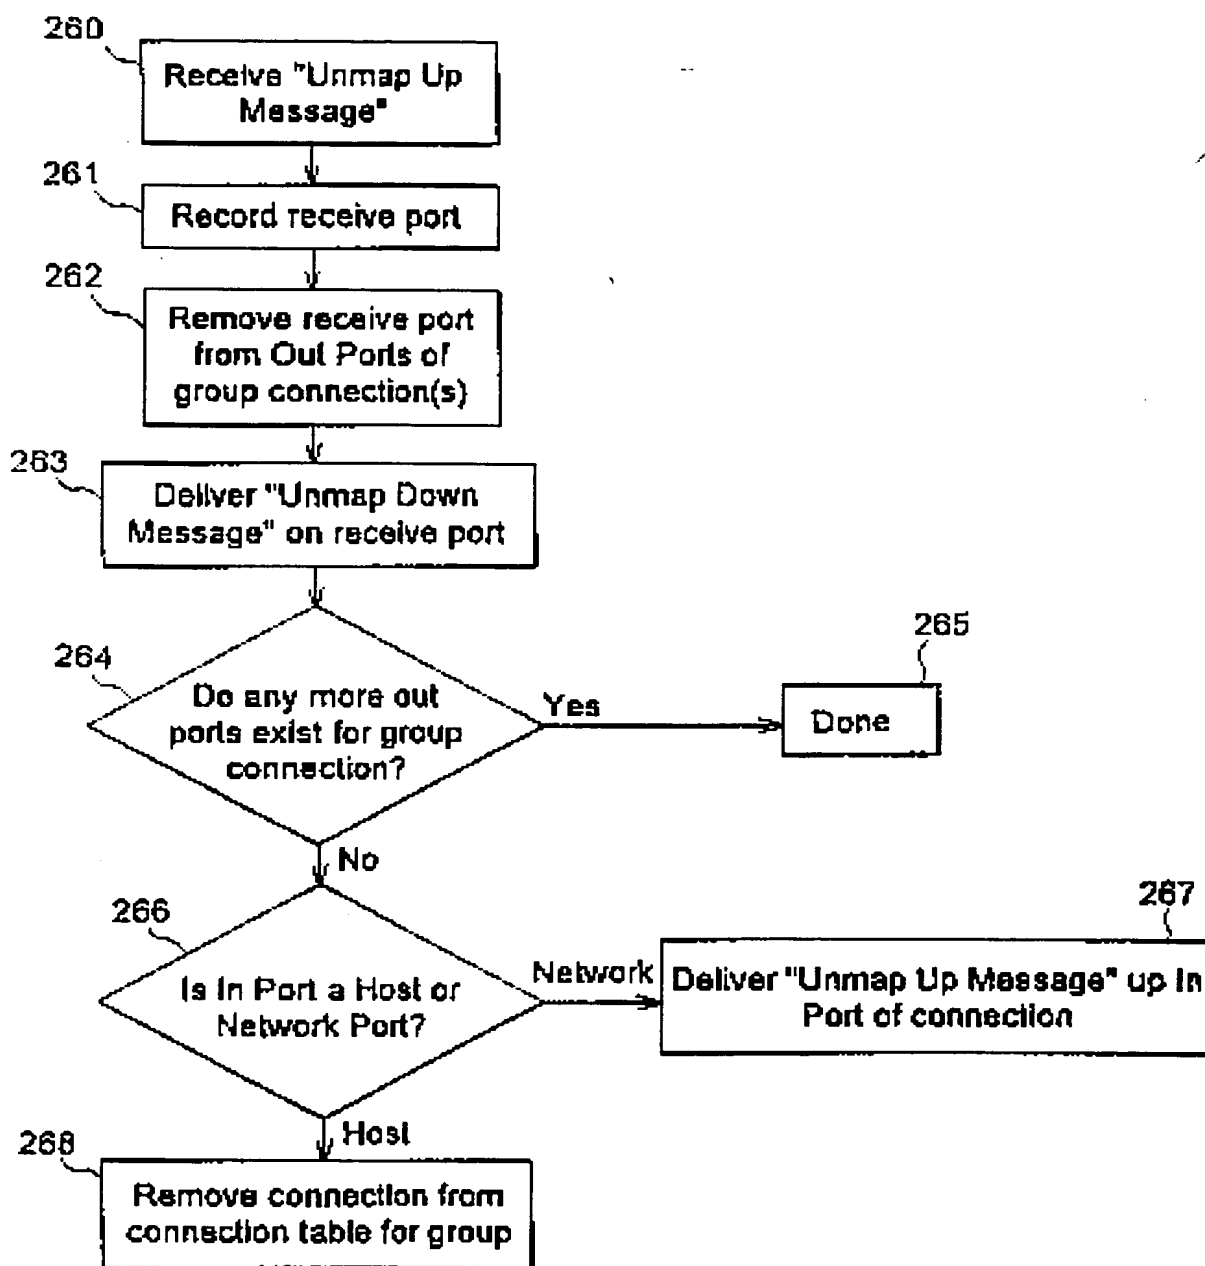 260
Receive "Unmap Up
Message"
261
Record receive port
262
Remove receive port
from Out Ports of
group connection(s)
263
Deliver "Unmap Down
Message" on receive port
264
Do any more out
ports exist for group
connection?
Yes
265
Done
No
266
Is In Port a Host or
Network Port?
Network
267
Deliver "Unmap Up Message" up In
Port of connection
Host
268
Remove connection from
connection table for group